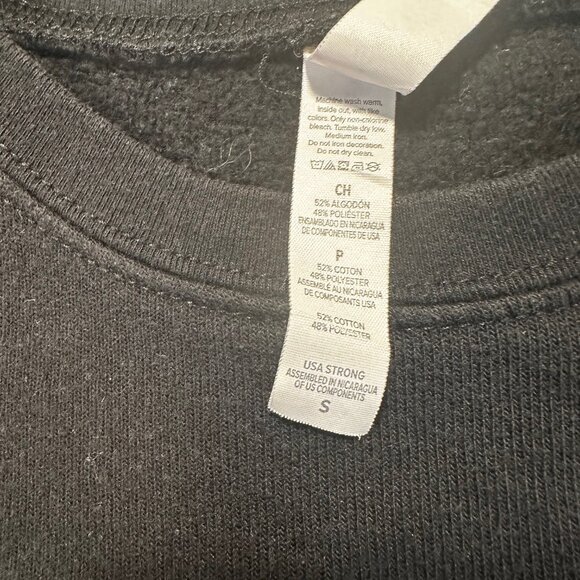 Machine wash warm,
inside out, with like
colors. Only non-chlorine
bleach. Tumble dry low.
Medium iron.
Do not iron decoration.
Do not dry clean.
CH
52% ALGODÓN
48% POLIÉSTER
ENSAMBLADO EN NICARAGUA
DE COMPONENTES DE USA
P
52% COTON
48% POLYESTER
ASSEMBLÉ AU NICARAGUA
DE COMPOSANTS USA
52% COTTON
48% POLYESTER
USA STRONG
ASSEMBLED IN NICARAGUA
OF US COMPONENTS
S